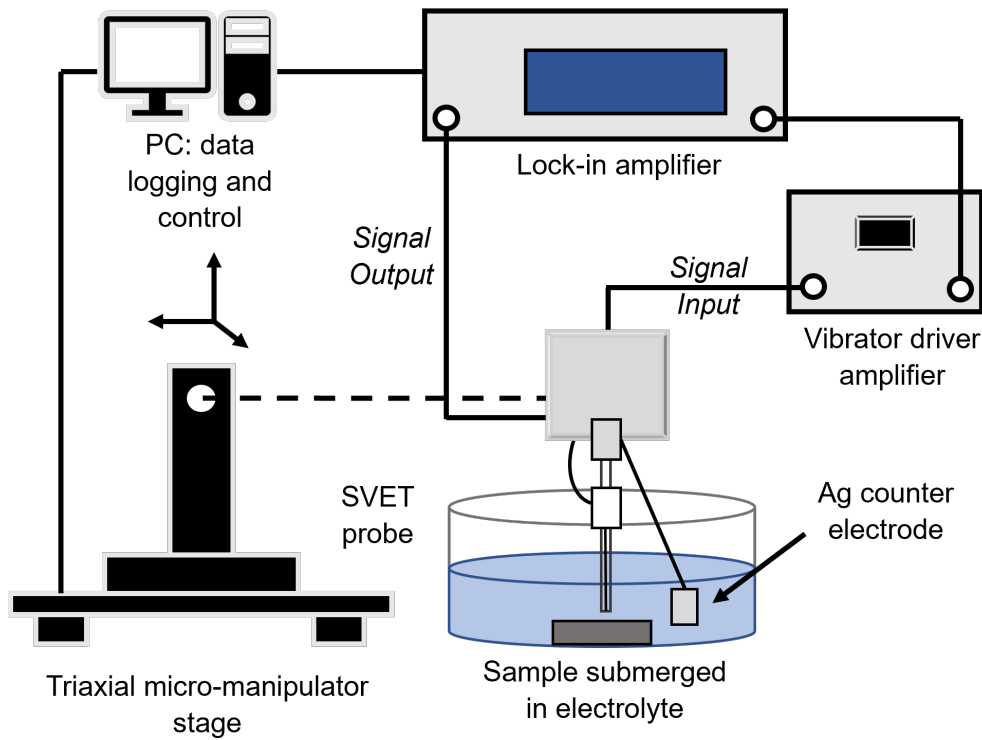 PC: data
logging and
control
Lock-in amplifier
Signal
Output
Signal
Input
Vibrator driver
amplifier
SVET
probe
Ag counter
electrode
Triaxial micro-manipulator
stage
Sample submerged
in electrolyte